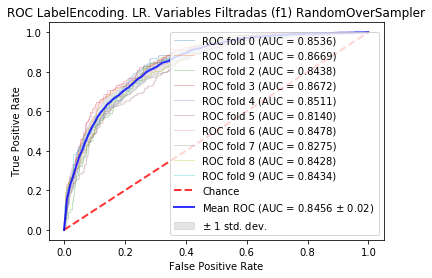 ROC LabelEncoding. LR. Variables Filtradas (f1) RandomOverSampler
1.0
0.8
0.6
0.4
0.2
0.0
True Positive Rate
ROC fold 0 (AUC = 0.8536)
ROC fold 1 (AUC = 0.8669)
ROC fold 2 (AUC = 0.8438)
ROC fold 3 (AUC = 0.8672)
ROC fold 4 (AUC = 0.8511)
ROC fold 5 (AUC = 0.8140)
ROC fold 6 (AUC = 0.8478)
ROC fold 7 (AUC = 0.8275)
ROC fold 8 (AUC = 0.8428)
ROC fold 9 (AUC = 0.8434)
Chance
Mean ROC (AUC = 0.8456 ± 0.02)
± 1 std. dev.
0.0 0.2 0.4 0.6 0.8 1.0
False Positive Rate